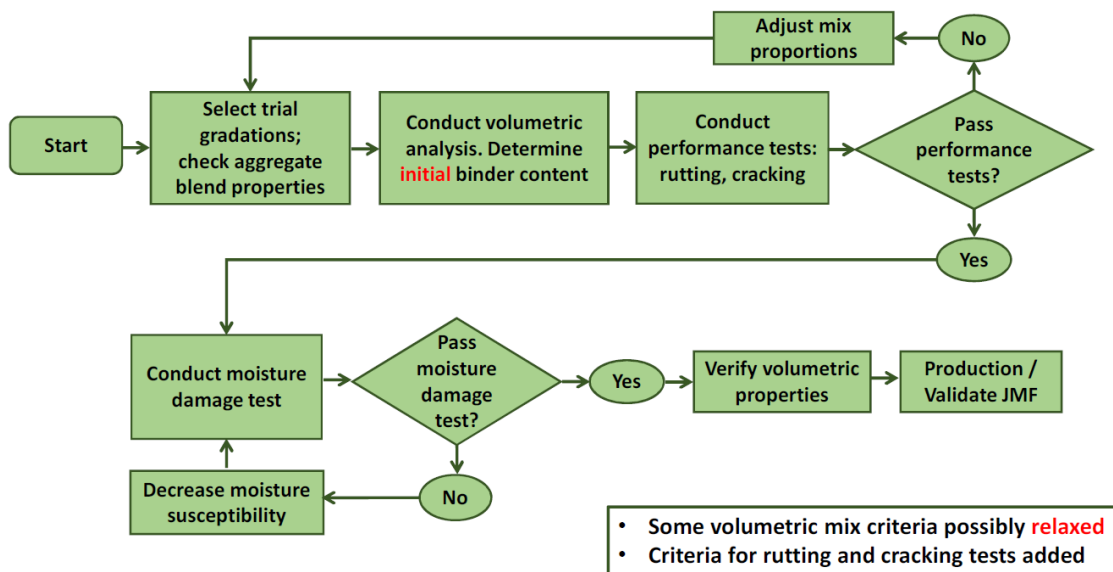 Adjust mix
proportions
No
Start
Select trial
gradations;
check aggregate
blend properties
Conduct volumetric
analysis. Determine
initial binder content
Conduct
performance tests:
rutting, cracking
Pass
performance
tests?
Yes
Conduct moisture
damage test
Pass
moisture
damage
test?
Yes
Verify volumetric
properties
Production /
Validate JMF
Decrease moisture
susceptibility
No
• Some volumetric mix criteria possibly relaxed
• Criteria for rutting and cracking tests added